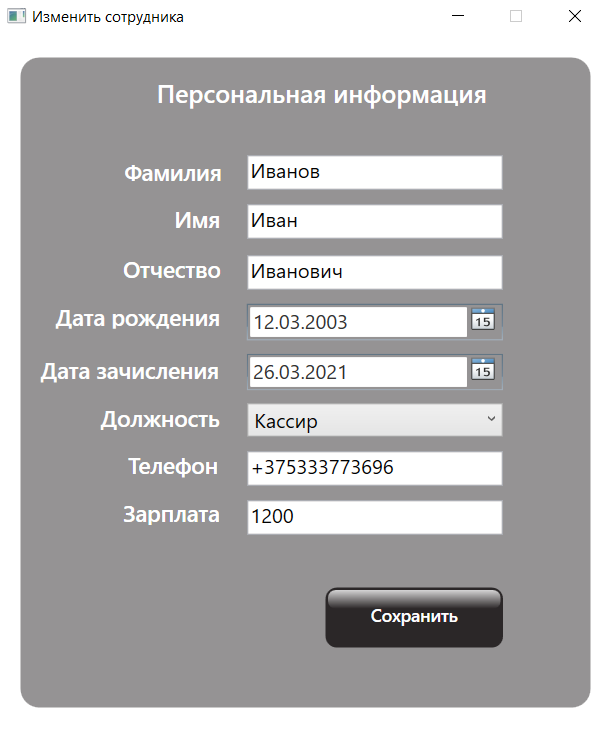 Изменить сотрудника
Персональная информация
Фамилия Иванов
Имя Иван
Отчество Иванович
Дата рождения 12.03.2003 15
Дата зачисления 26.03.2021 15
Должность Кассир
Телефон +375333773696
Зарплата 1200
Сохранить